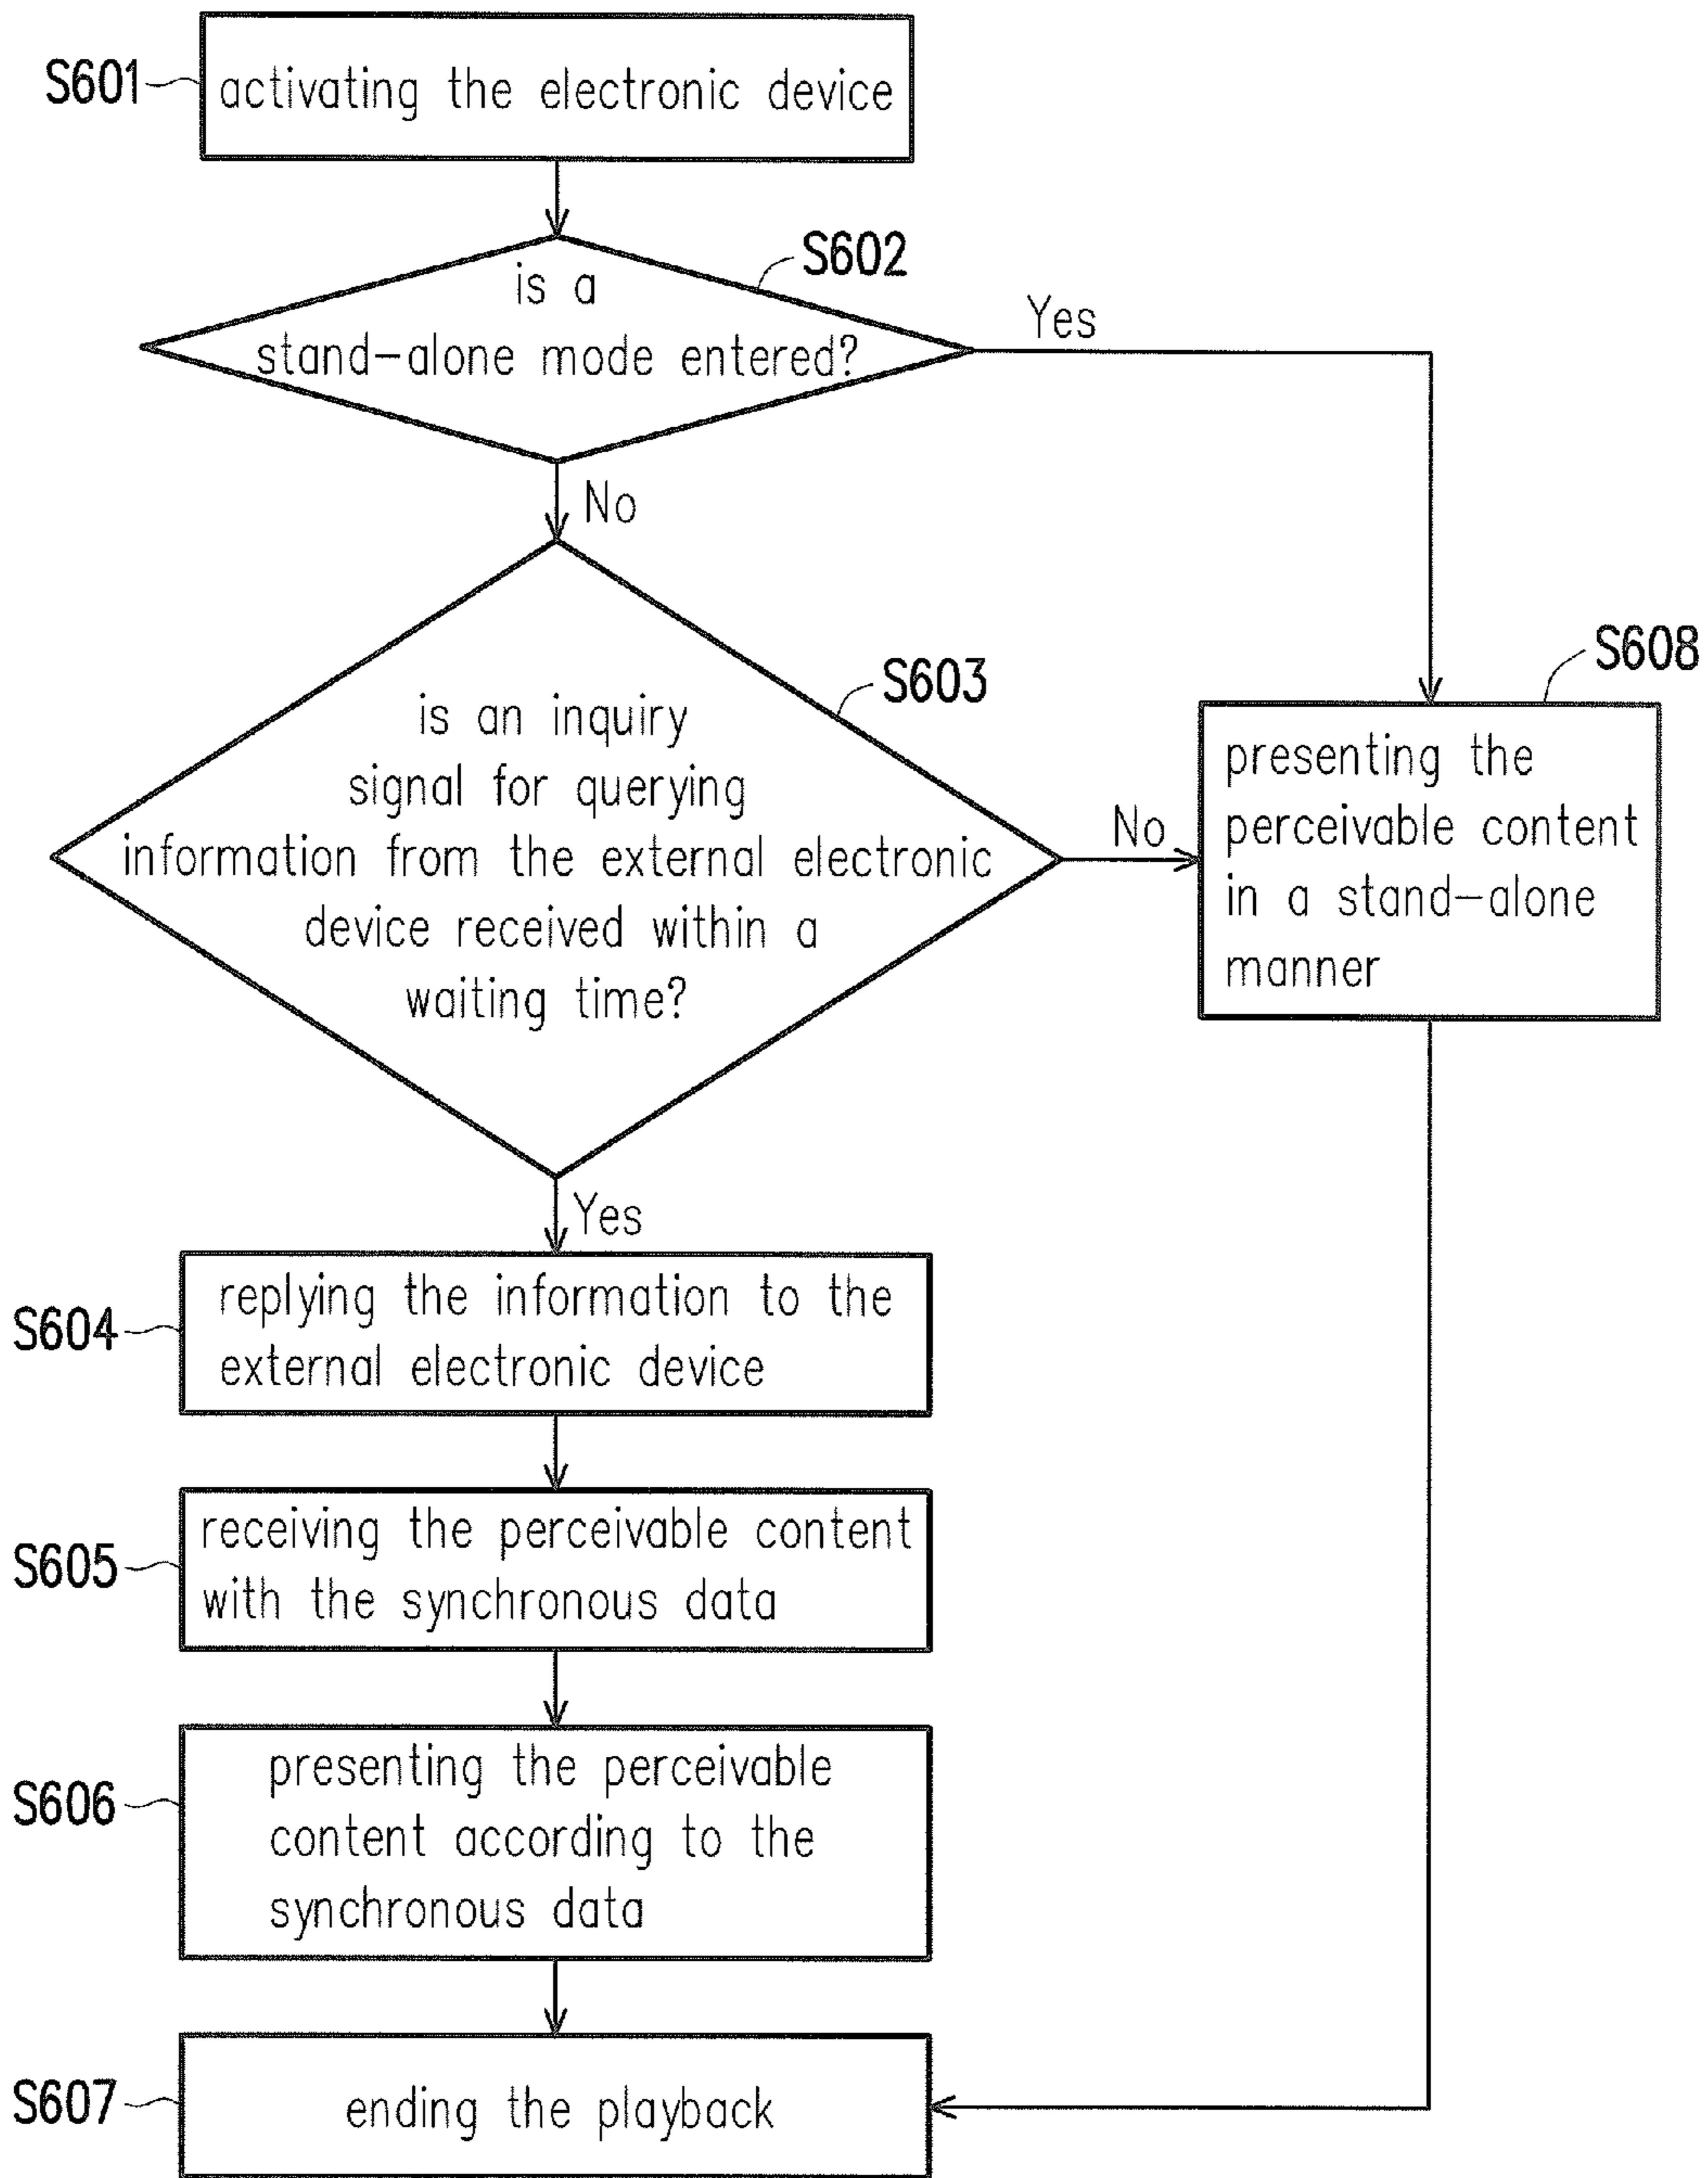 S601
activating the electronic device
S602
is a
stand-alone mode entered?
Yes
No
S603
is an inquiry
signal for querying
information from the external electronic
device received within a
waiting time?
No
S608
presenting the
perceivable content
in a stand-alone
manner
Yes
S604
replying the information to the
external electronic device
S605
receiving the perceivable content
with the synchronous data
S606
presenting the perceivable
content according to the
synchronous data
S607
ending the playback